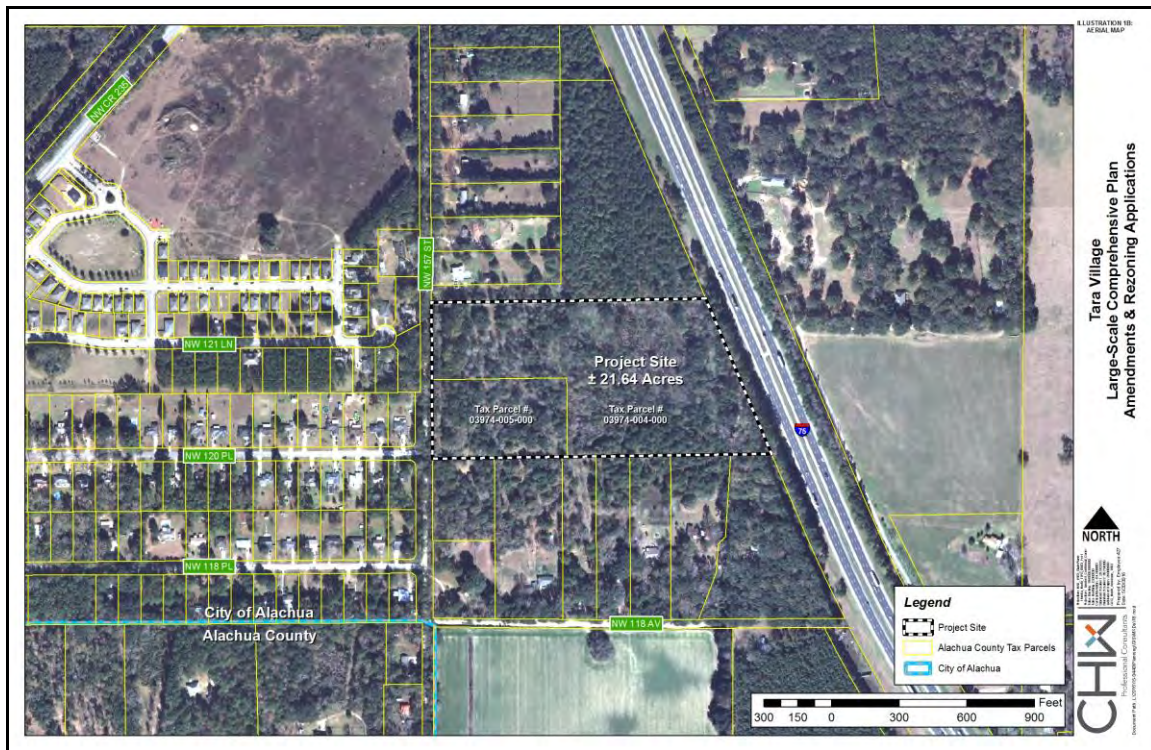 ILLUSTRATION 1B:
AERIAL MAP
NW CR 235
NW 157 ST
NW 121 LN
Project Site
± 21.64 Acres
Tax Parcel #
03974-005-000
Tax Parcel #
03974-004-000
75
NW 120 PL
NW 118 PL
City of Alachua
Alachua County
NW 118 AV
Tara Village
Large-Scale Comprehensive Plan
Amendments & Rezoning Applications
NORTH
Legend
Project Site
Alachua County Tax Parcels
City of Alachua
Feet
300 150 0 300 600 900
CHW
Professional Consultants